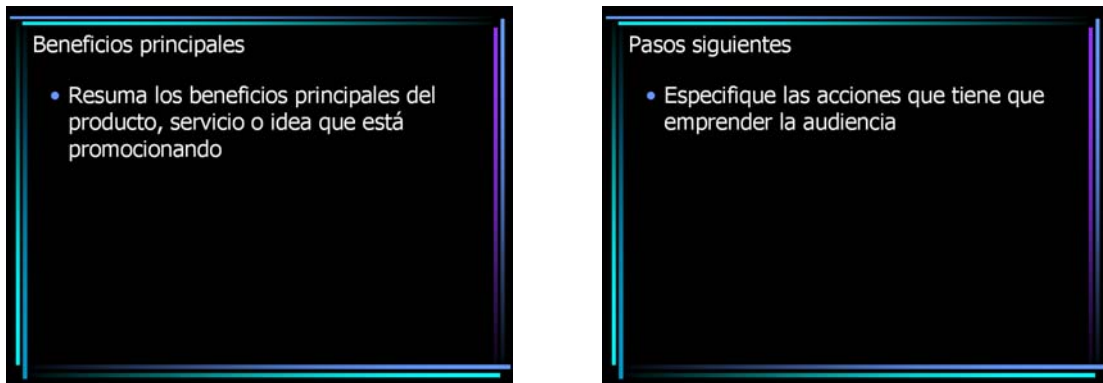 Beneficios principales
• Resuma los beneficios principales del
producto, servicio o idea que está
promocionando
Pasos siguientes
• Especifique las acciones que tiene que
emprender la audiencia